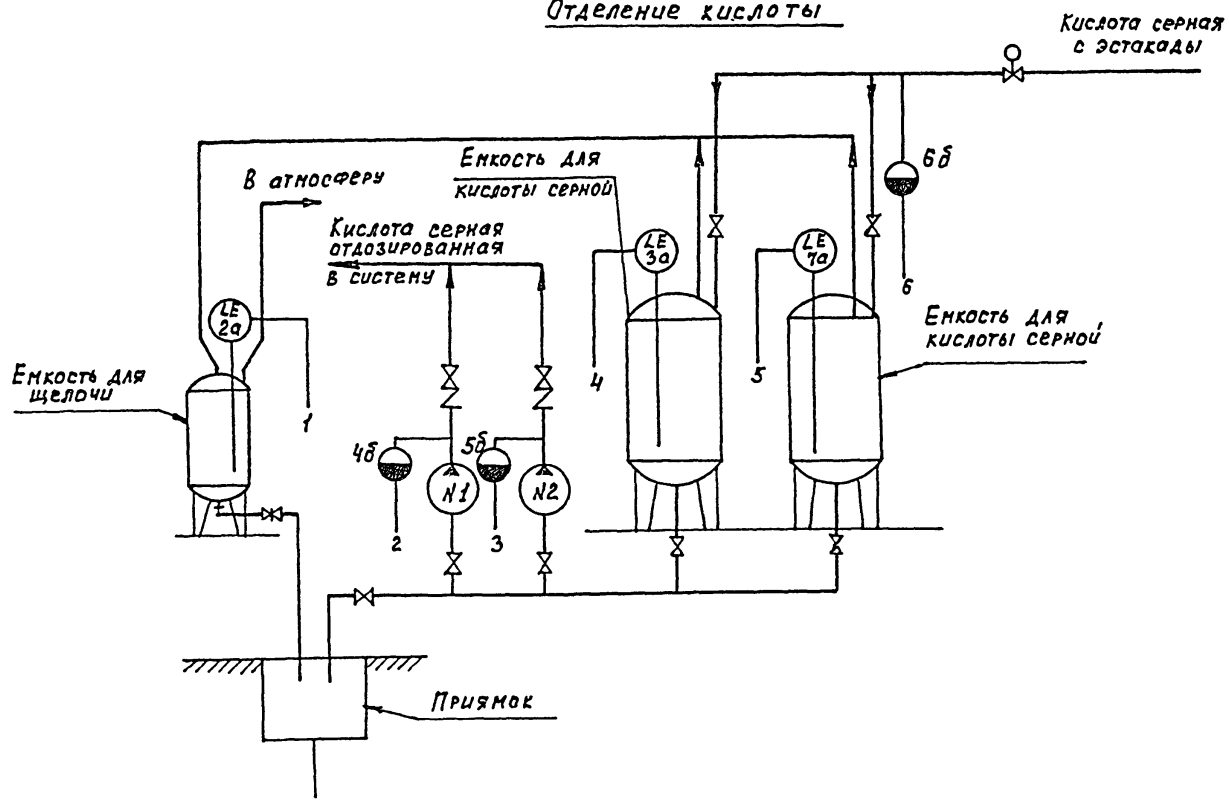 Отделение кислоты
Кислота серная
с эстакады
Емкость для
кислоты серной
6б
В атмосферу
Кислота серная
отдозированная
в систему
LE
3а
LE
7а
4
5
6
LE
2а
1
Емкость для
кислоты серной
Емкость для
щелочи
4б
5б
N1
N2
2
3
Приямок